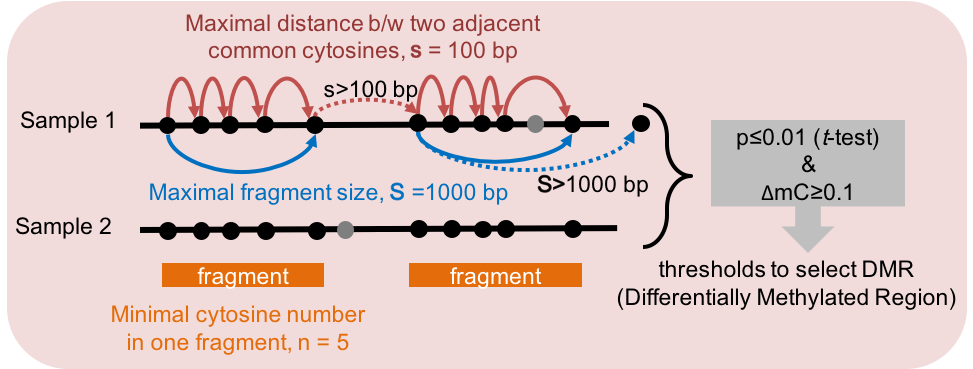 Maximal distance b/w two adjacent
common cytosines, s = 100 bp
s>100 bp
Sample 1
p≤0.01 (t-test)
&
ΔmC≥0.1
Maximal fragment size, S =1000 bp
S>1000 bp
Sample 2
fragment
fragment
thresholds to select DMR
(Differentially Methylated Region)
Minimal cytosine number
in one fragment, n = 5